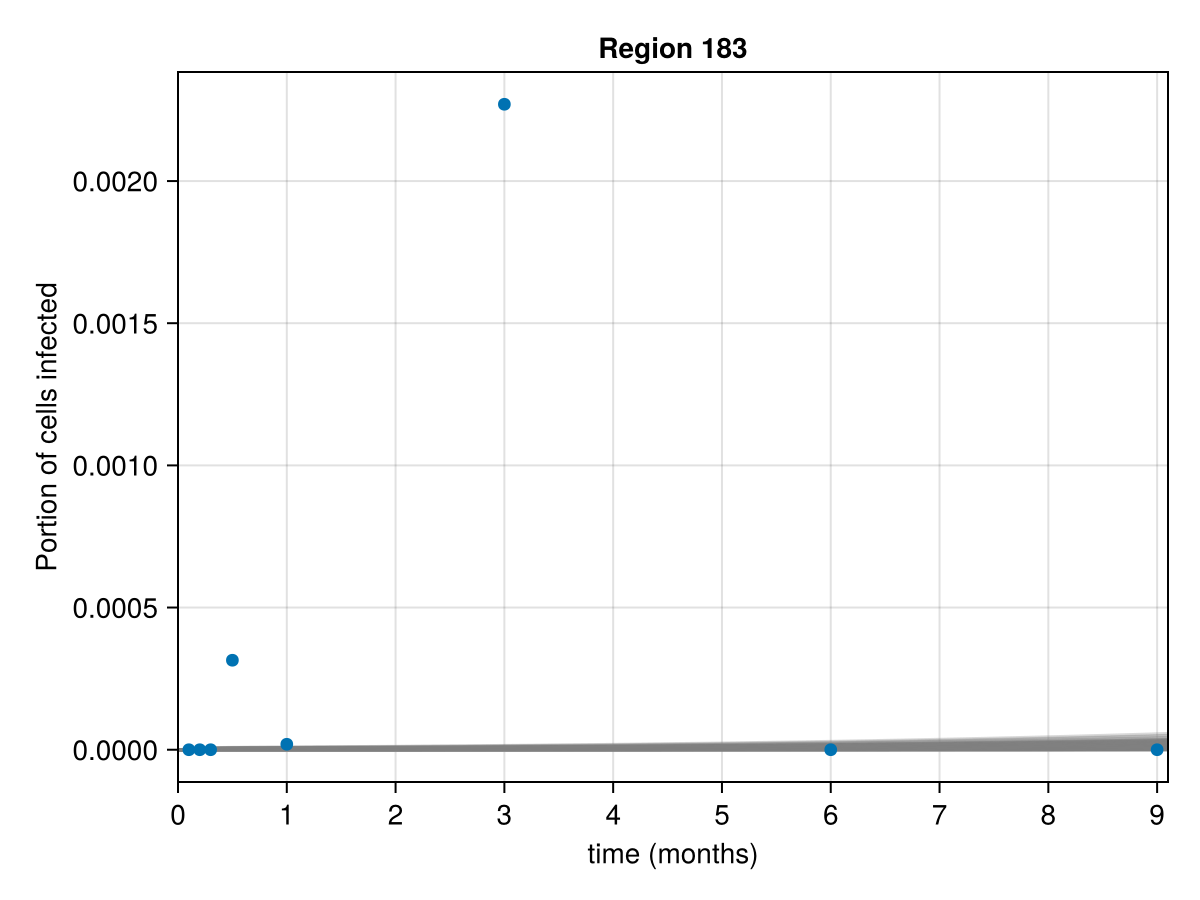 Region 183
Portion of cells infected
0.0020
0.0015
0.0010
0.0005
0.0000
0 1 2 3 4 5 6 7 8 9
time (months)